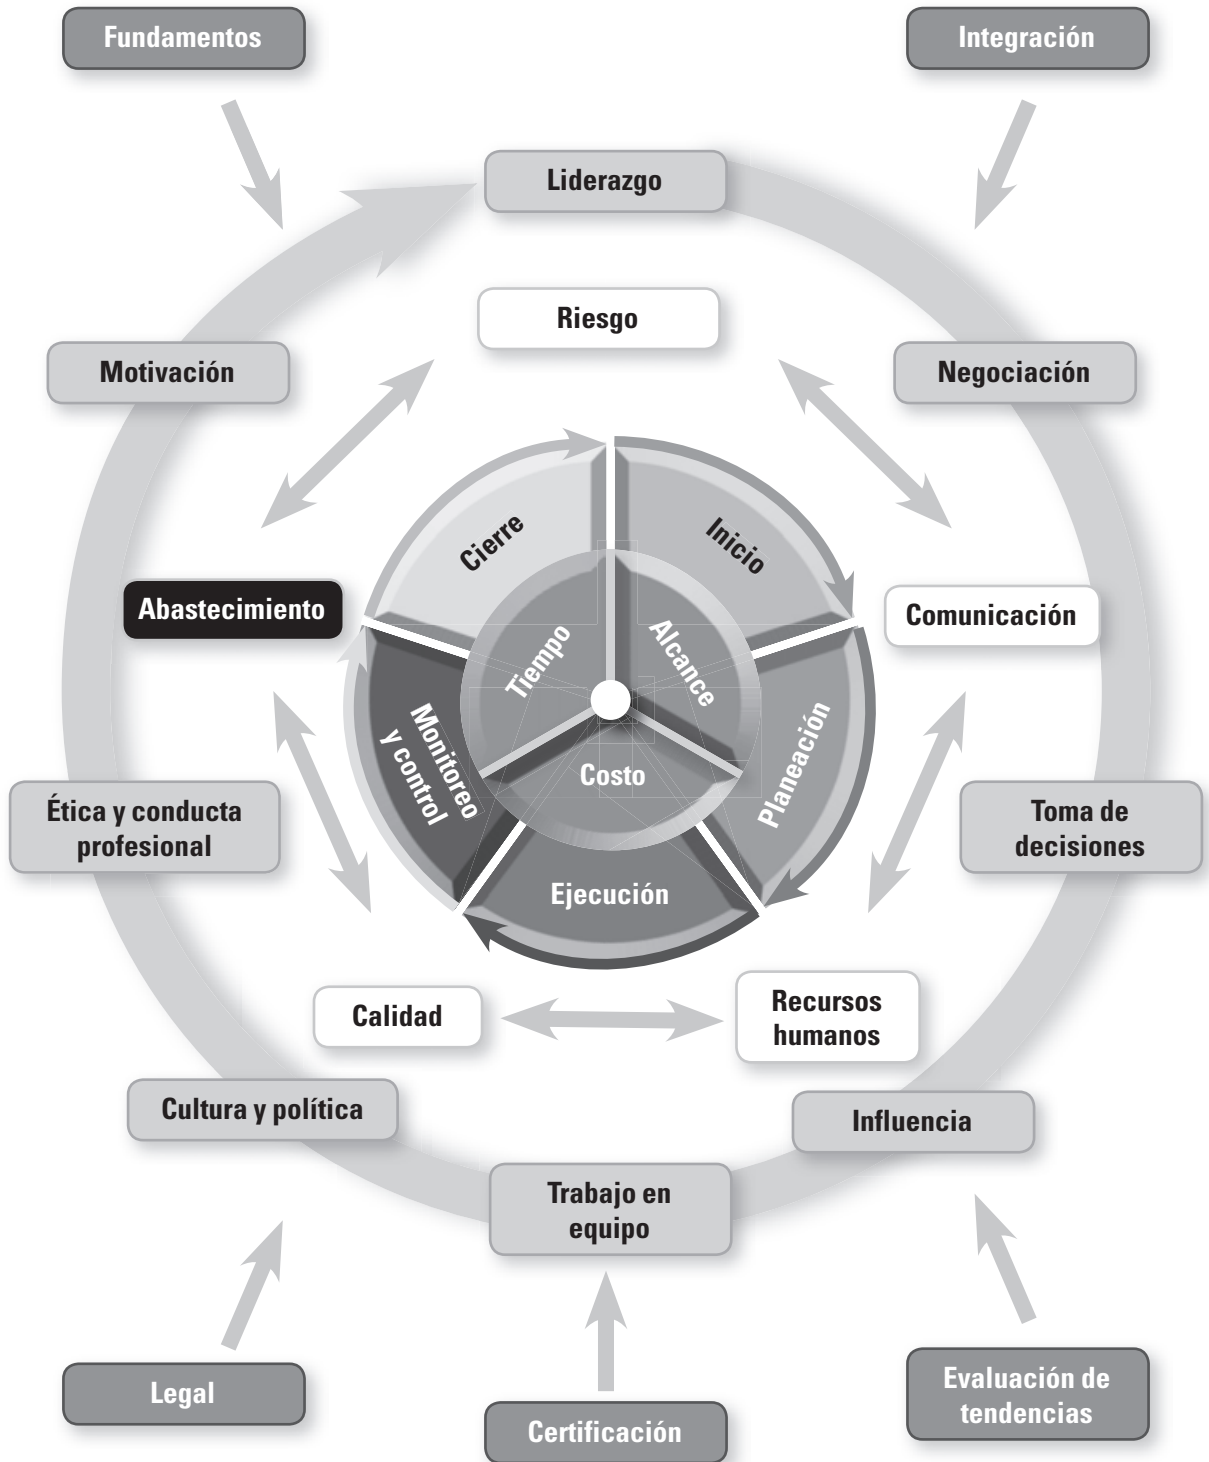 Fundamentos
Integración
Liderazgo
Riesgo
Motivación
Negociación
Cierre
Inicio
Abastecimiento
Comunicación
Tiempo
Alcance
Monitoreo
y control
Planeación
Costo
Ética y conducta
profesional
Toma de
decisiones
Ejecución
Calidad
Recursos
humanos
Cultura y política
Influencia
Trabajo en
equipo
Legal
Certificación
Evaluación de
tendencias